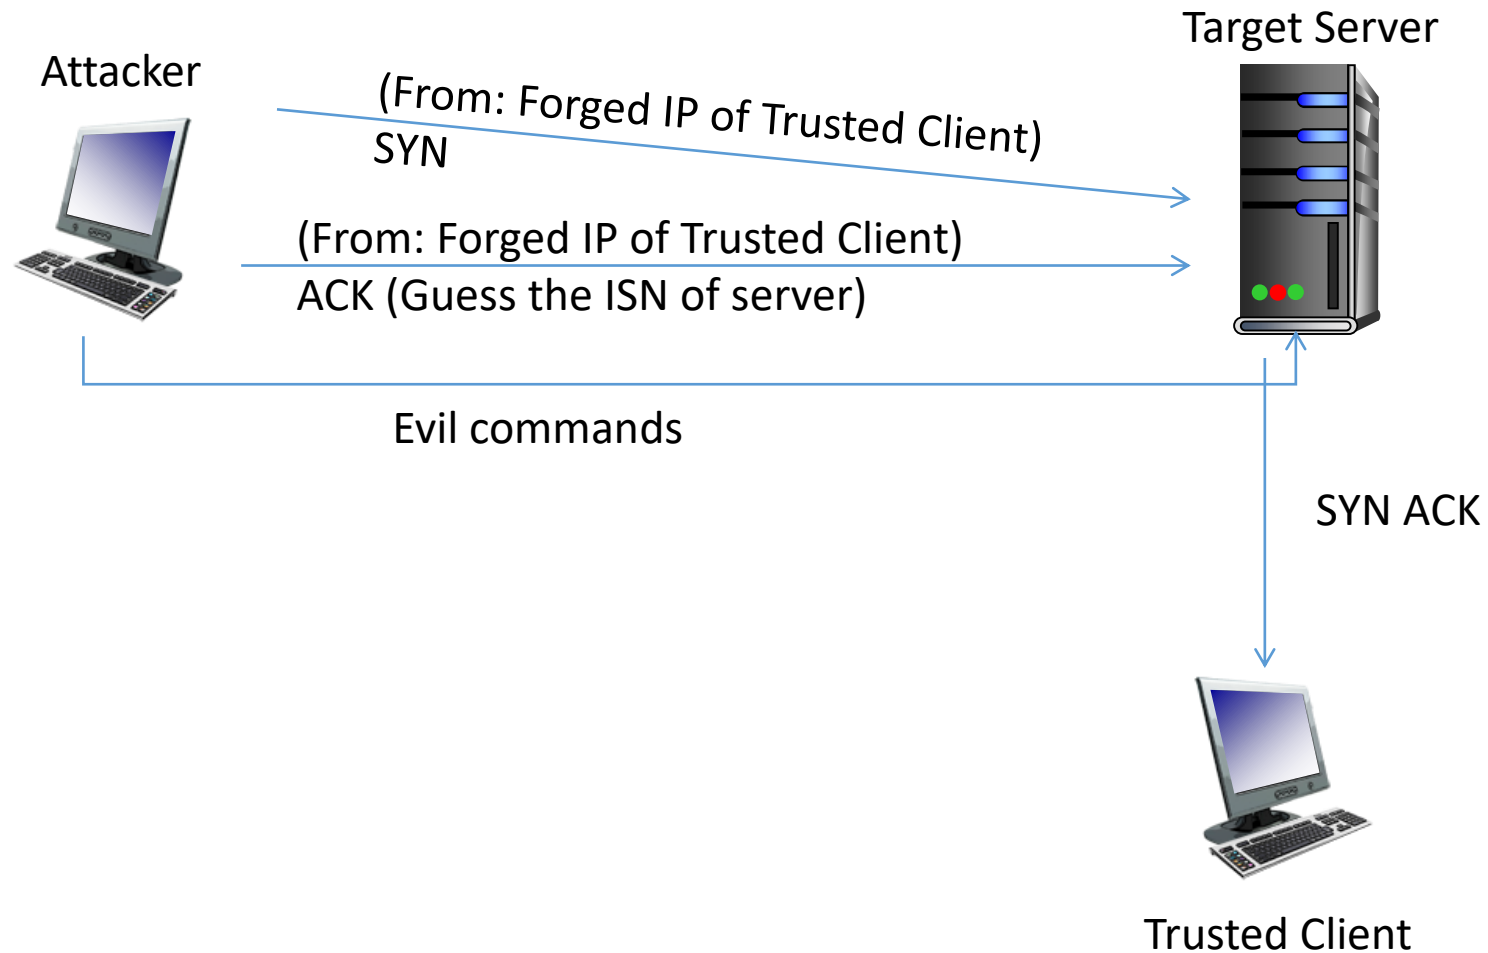 Target Server
Attacker
(From: Forged IP of Trusted Client)
SYN
(From: Forged IP of Trusted Client)
ACK (Guess the ISN of server)
Evil commands
SYN ACK
Trusted Client